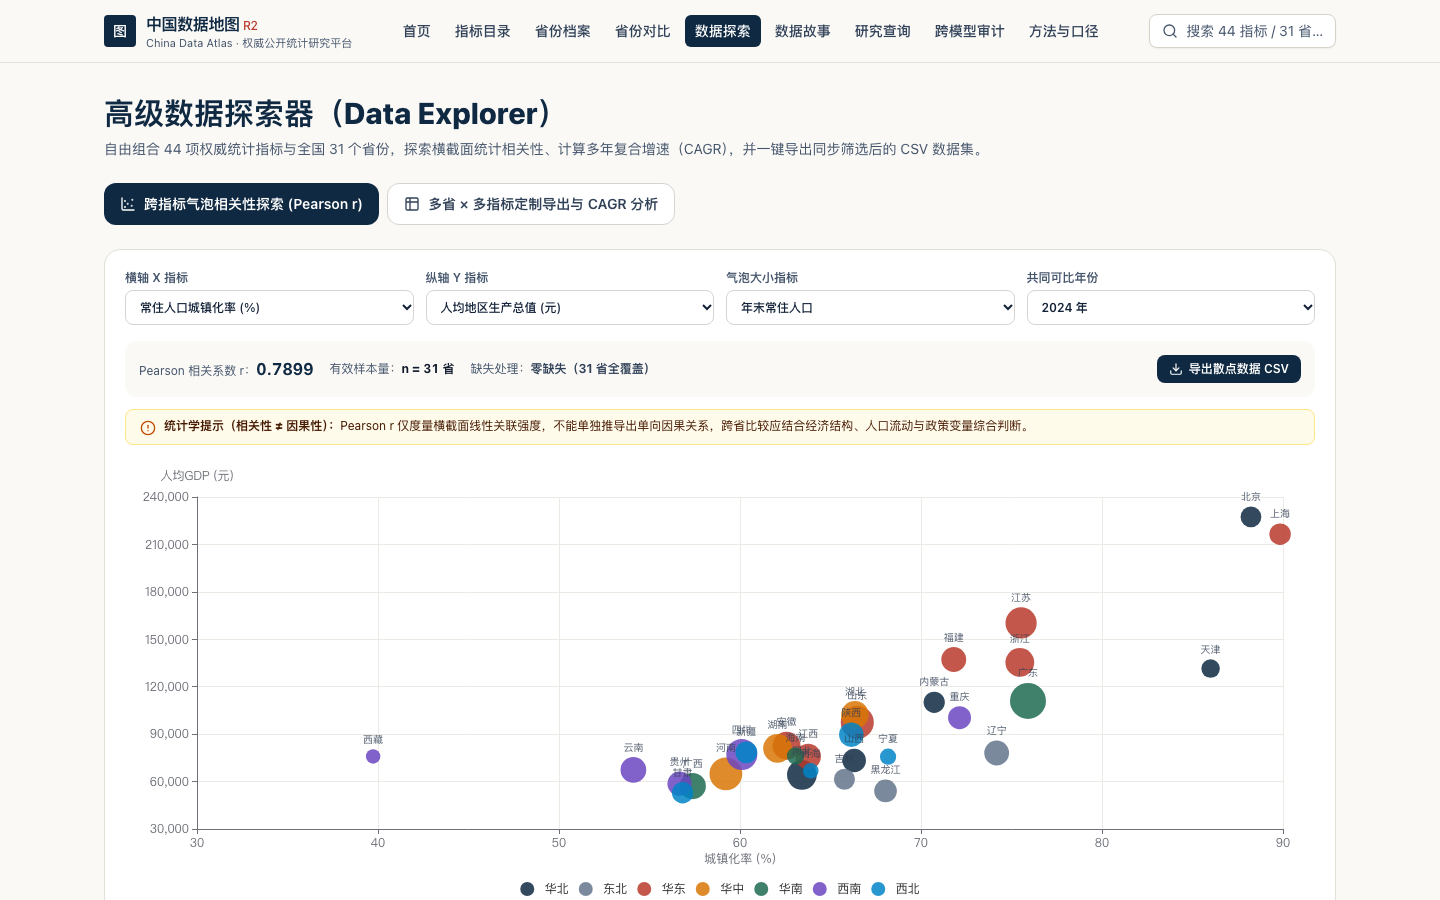 图
中国数据地图 R2
China Data Atlas · 权威公开统计研究平台
首页
指标目录
省份档案
省份对比
数据探索
数据故事
研究查询
跨模型审计
方法与口径
搜索 44 指标 / 31 省...
高级数据探索器（Data Explorer）
自由组合 44 项权威统计指标与全国 31 个省份，探索横截面统计相关性、计算多年复合增速（CAGR），并一键导出同步筛选后的 CSV 数据集。
跨指标气泡相关性探索 (Pearson r)
多省 × 多指标定制导出与 CAGR 分析
横轴 X 指标
纵轴 Y 指标
气泡大小指标
共同可比年份
常住人口城镇化率 (%)
人均地区生产总值 (元)
年末常住人口
2024 年
Pearson 相关系数 r： 0.7899
有效样本量： n = 31 省
缺失处理： 零缺失（31 省全覆盖）
导出散点数据 CSV
统计学提示（相关性 ≠ 因果性）： Pearson r 仅度量横截面线性关联强度，不能单独推导出单向因果关系，跨省比较应结合经济结构、人口流动与政策变量综合判断。
人均GDP (元)
240,000
210,000
180,000
150,000
120,000
90,000
60,000
30,000
北京
上海
江苏
浙江
福建
天津
广东
内蒙古
重庆
湖北
山东
陕西
辽宁
安徽
湖南
江西
四川
新疆
海南
山西
宁夏
西藏
云南
河南
贵州
广西
甘肃
黑龙江
30
40
50
60
70
80
90
城镇化率 (%)
华北
东北
华东
华中
华南
西南
西北